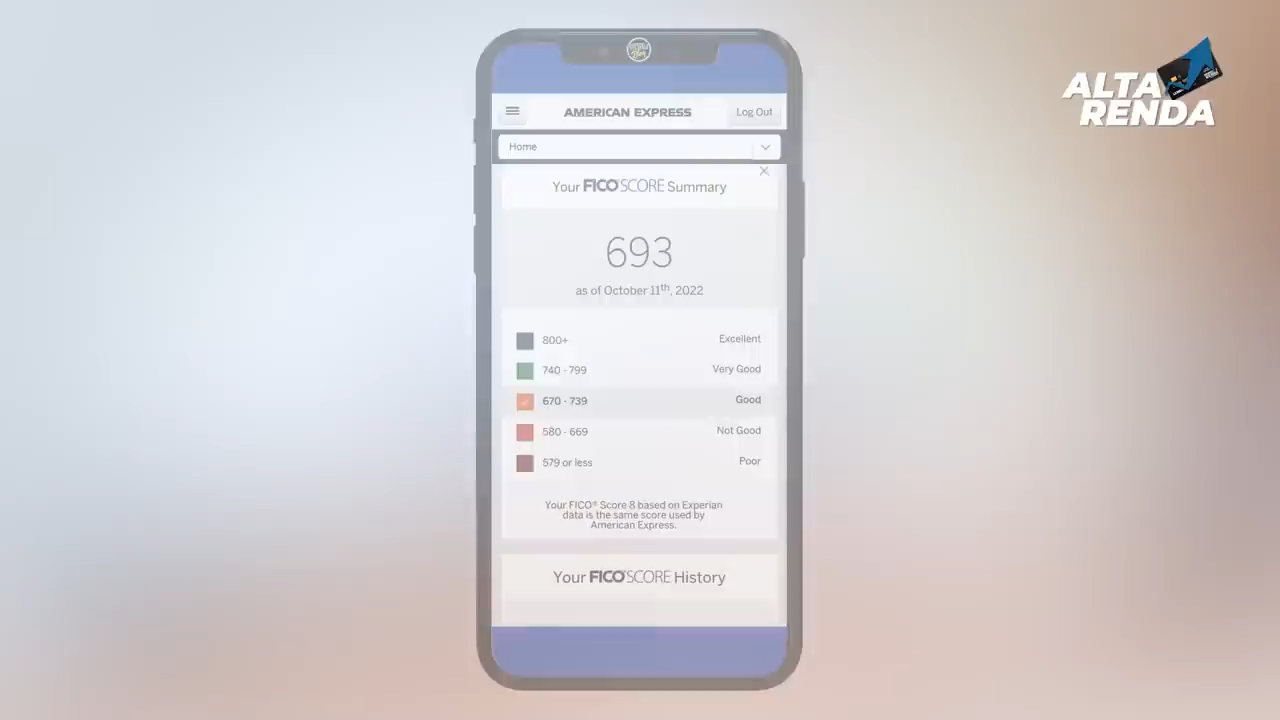 ALTA
RENDA
AMERICAN EXPRESS
Log Out
Home
Your FICO® SCORE Summary
693
as of October 11th, 2022
800+ Excellent
740 - 799 Very Good
670 - 739 Good
580 - 669 Not Good
579 or less Poor
Your FICO® Score 8 based on Experian
data is the same score used by
American Express.
Your FICO® SCORE History